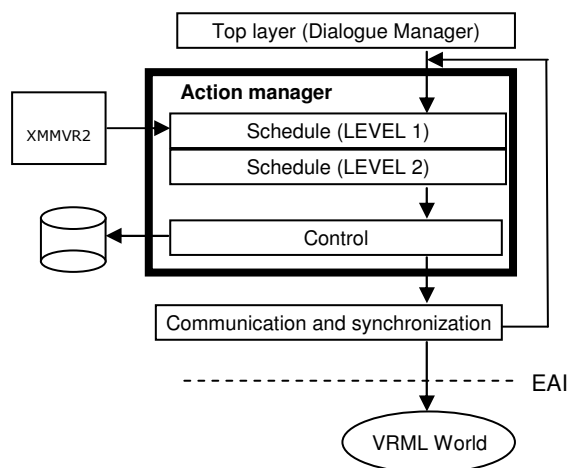 Top layer (Dialogue Manager)
Action manager
XMMVR2
Schedule (LEVEL 1)
Schedule (LEVEL 2)
Control
Communication and synchronization
EAI
VRML World